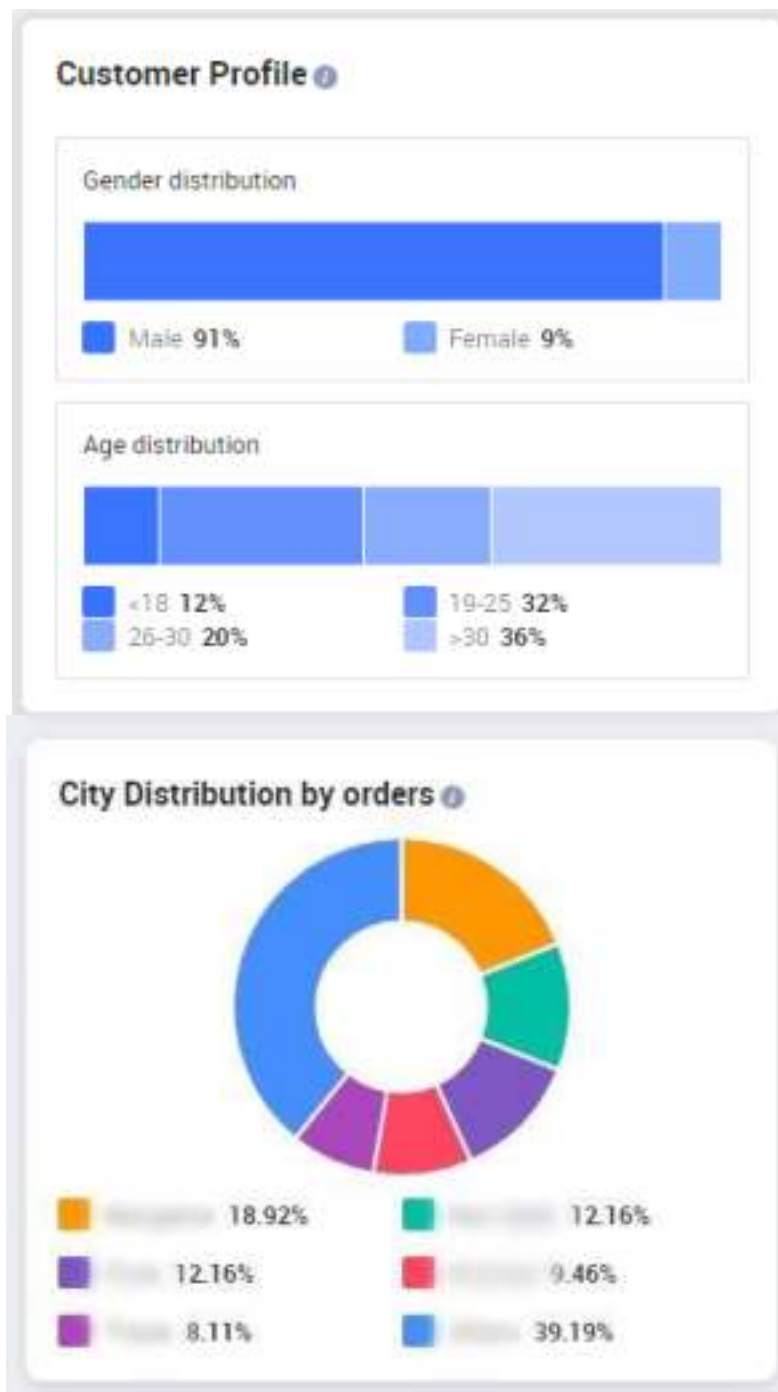 Customer Profile
Gender distribution
Male 91% Female 9%
Age distribution
<18 12% 19-25 32%
26-30 20% >30 36%
City Distribution by orders
18.92% 12.16%
12.16% 9.46%
8.11% 39.19%